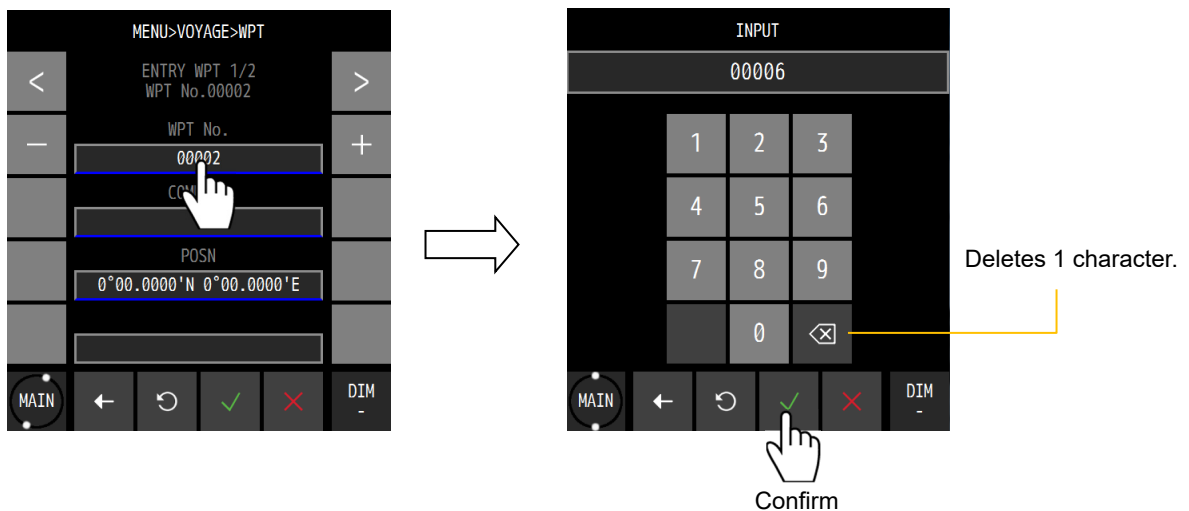 MENU>VOYAGE>WPT
<
ENTRY WPT 1/2
WPT No.00002
>
—
WPT No.
00002
+
POSN
0°00.0000'N 0°00.0000'E
MAIN
DIM
-
INPUT
00006
1 2 3
4 5 6
7 8 9
0
Deletes 1 character.
MAIN
DIM
-
Confirm